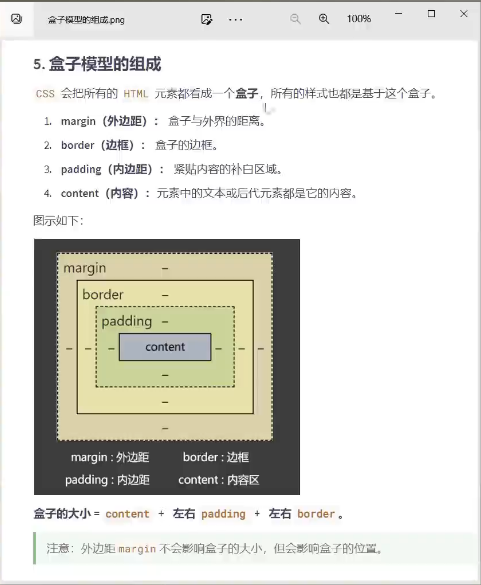 盒子模型的组成.png
100%
5. 盒子模型的组成
CSS 会把所有的 HTML 元素都看成一个盒子，所有的样式也都是基于这个盒子。
1. margin（外边距）： 盒子与外界的距离。
2. border（边框）： 盒子的边框。
3. padding（内边距）： 紧贴内容的补白区域。
4. content（内容）：元素中的文本或后代元素都是它的内容。
图示如下：
margin –
border –
padding –
– – – content – – –
–
–
–
margin : 外边距 border : 边框
padding : 内边距 content : 内容区
盒子的大小 = content + 左右 padding + 左右 border 。
注意：外边距 margin 不会影响盒子的大小，但会影响盒子的位置。